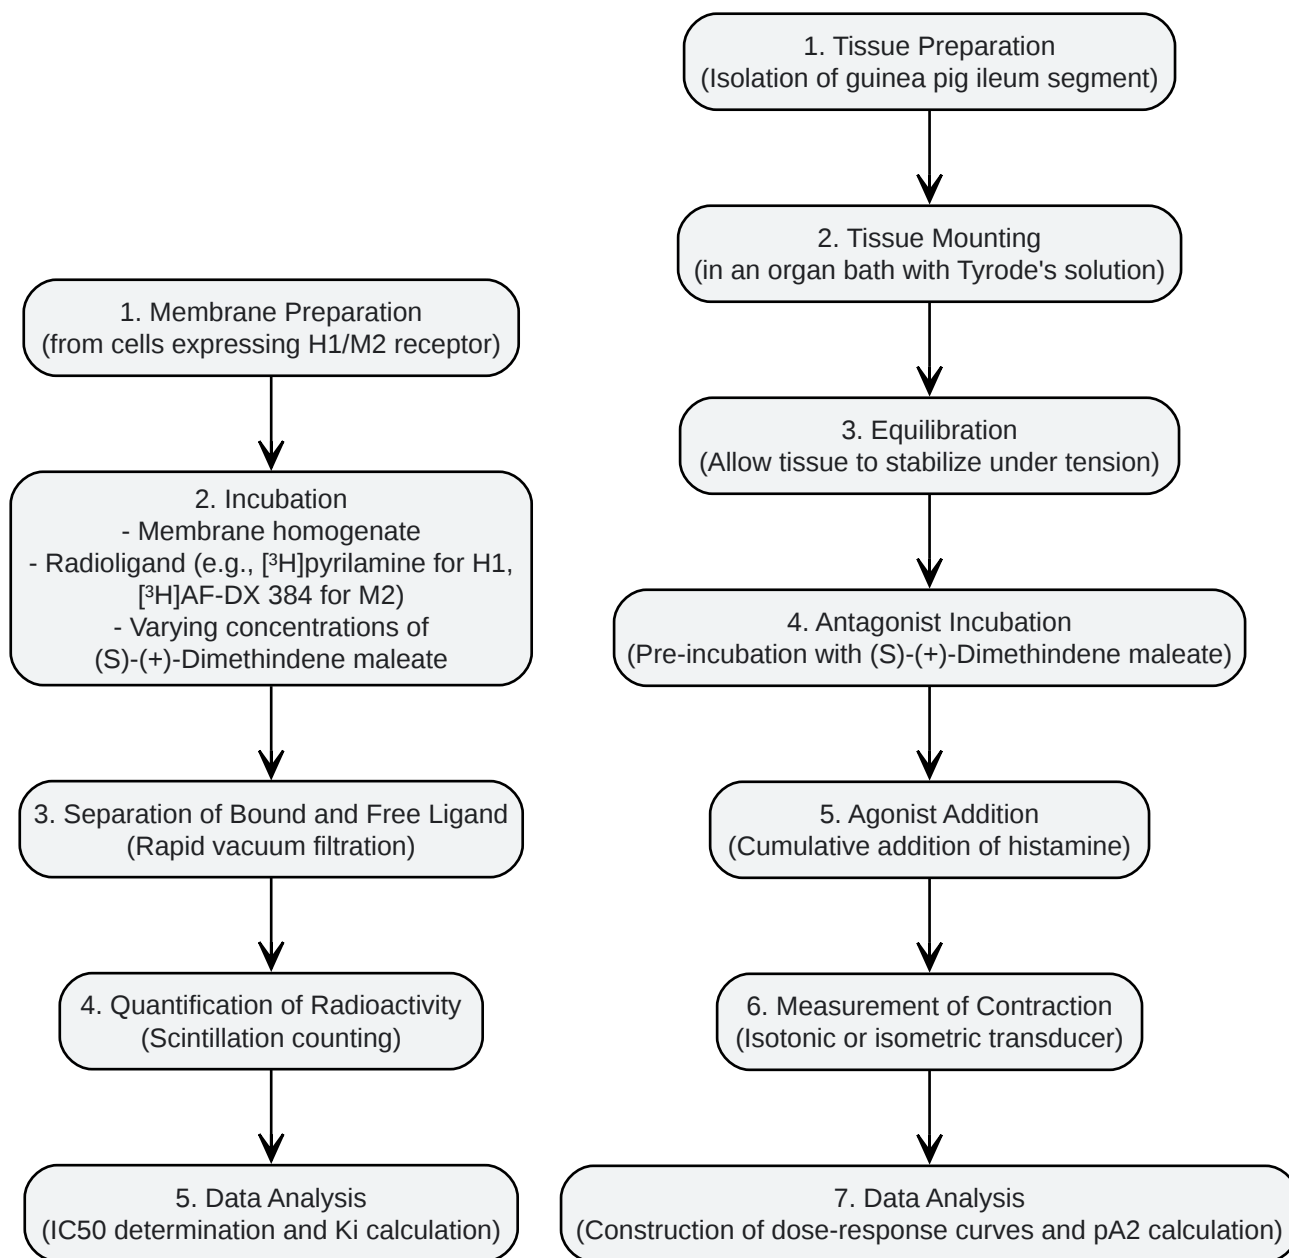 1. Membrane Preparation
(from cells expressing H1/M2 receptor)
2. Incubation
- Membrane homogenate
- Radioligand (e.g., [³H]pyrilamine for H1,
[³H]AF-DX 384 for M2)
- Varying concentrations of
(S)-(+)-Dimethindene maleate
3. Separation of Bound and Free Ligand
(Rapid vacuum filtration)
4. Quantification of Radioactivity
(Scintillation counting)
5. Data Analysis
(IC50 determination and Ki calculation)
1. Tissue Preparation
(Isolation of guinea pig ileum segment)
2. Tissue Mounting
(in an organ bath with Tyrode's solution)
3. Equilibration
(Allow tissue to stabilize under tension)
4. Antagonist Incubation
(Pre-incubation with (S)-(+)-Dimethindene maleate)
5. Agonist Addition
(Cumulative addition of histamine)
6. Measurement of Contraction
(Isotonic or isometric transducer)
7. Data Analysis
(Construction of dose-response curves and pA2 calculation)